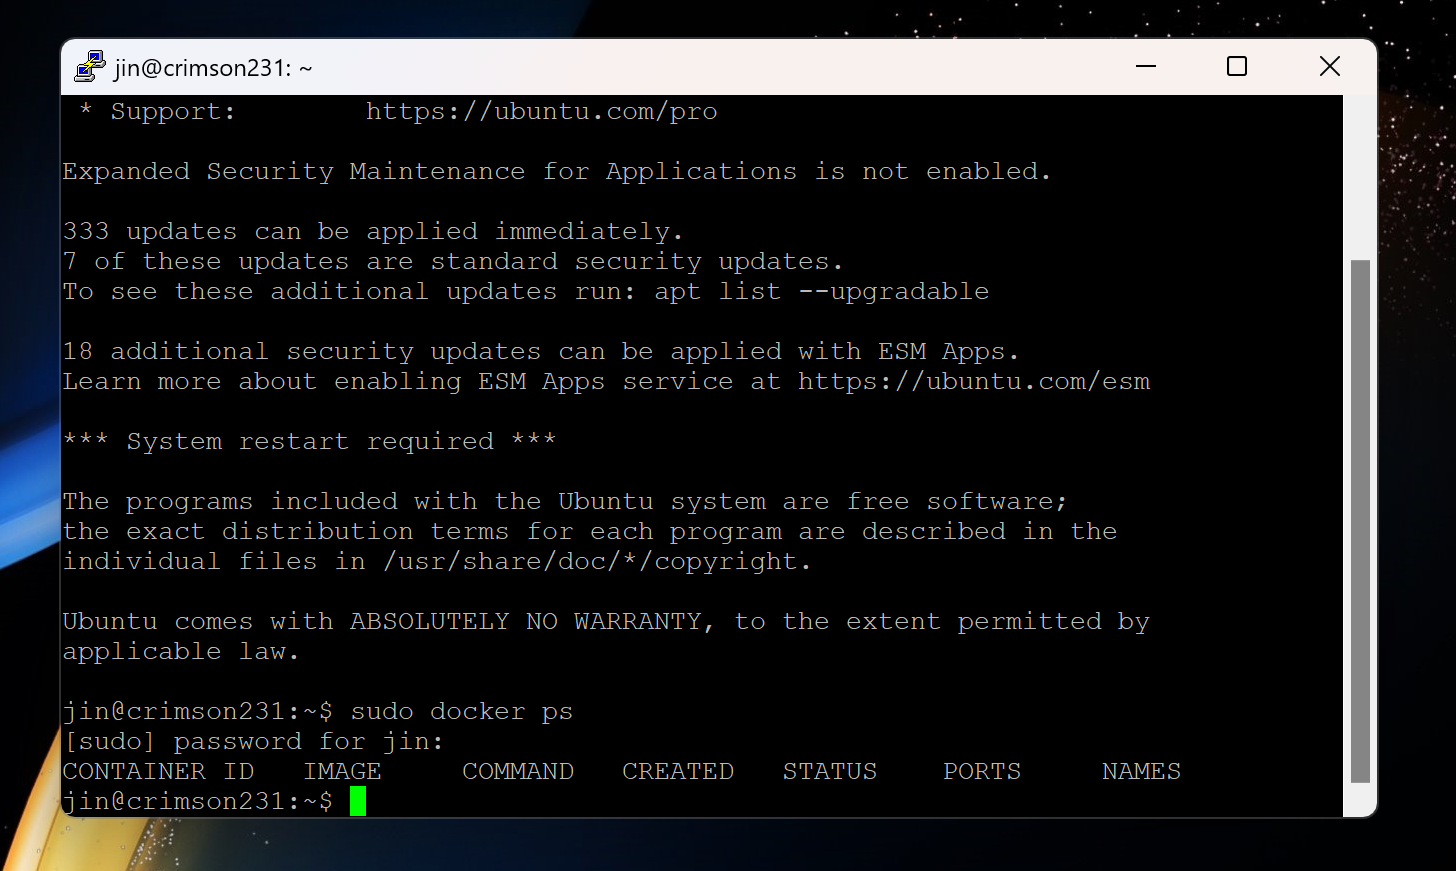 jin@crimson231: ~
* Support: https://ubuntu.com/pro
Expanded Security Maintenance for Applications is not enabled.
333 updates can be applied immediately.
7 of these updates are standard security updates.
To see these additional updates run: apt list --upgradable
18 additional security updates can be applied with ESM Apps.
Learn more about enabling ESM Apps service at https://ubuntu.com/esm
*** System restart required ***
The programs included with the Ubuntu system are free software;
the exact distribution terms for each program are described in the
individual files in /usr/share/doc/*/copyright.
Ubuntu comes with ABSOLUTELY NO WARRANTY, to the extent permitted by
applicable law.
jin@crimson231:~$ sudo docker ps
[sudo] password for jin:
CONTAINER ID IMAGE COMMAND CREATED STATUS PORTS NAMES
jin@crimson231:~$